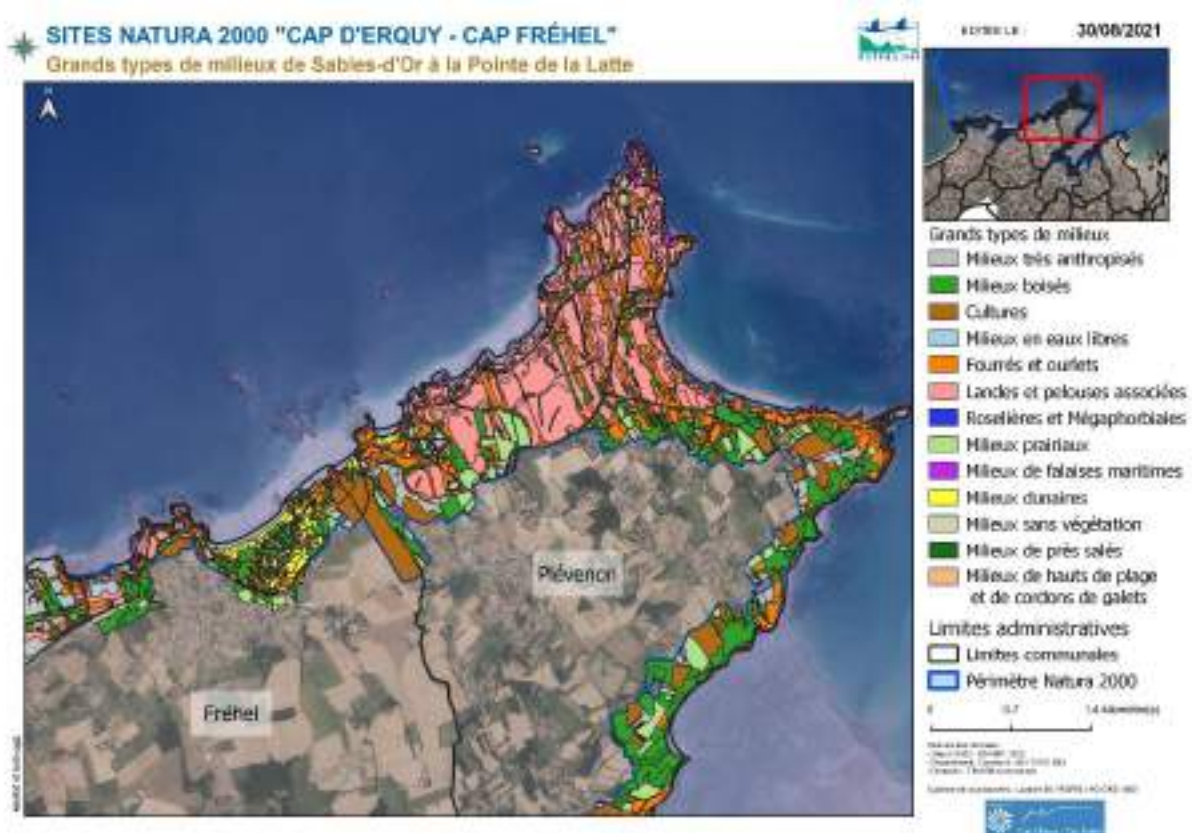 SITES NATURA 2000 "CAP D'ERQUY - CAP FRÉHEL"
Grands types de milieux de Sables-d'Or à la Pointe de la Latte
30/08/2021
N
Plévenon
Fréhel
Grands types de milieux
Milieux très anthropisés
Milieux boisés
Cultures
Milieux en eaux libres
Fourrés et ourlets
Landes et pelouses associées
Roselières et Mégaphorbiaies
Milieux prairiaux
Milieux de falaises maritimes
Milieux dunaires
Milieux sans végétation
Milieux de près salés
Milieux de hauts de plage
et de cordons de galets
Limites administratives
Limites communales
Périmètre Natura 2000
0 0.7 1.4 kilomètre(s)